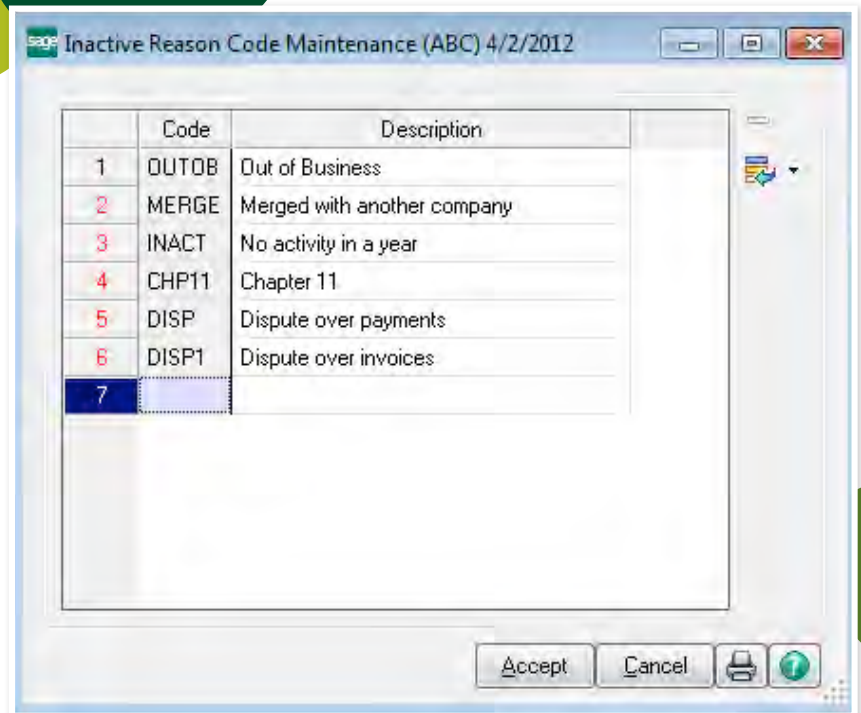 sage Inactive Reason Code Maintenance (ABC) 4/2/2012
Code Description
1 OUTOB Out of Business
2 MERGE Merged with another company
3 INACT No activity in a year
4 CHP11 Chapter 11
5 DISP Dispute over payments
6 DISP1 Dispute over invoices
7
Accept Cancel